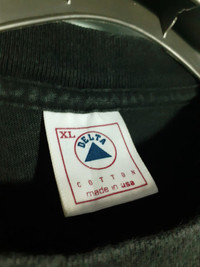 XL
DELTA
COTTON
made in usa